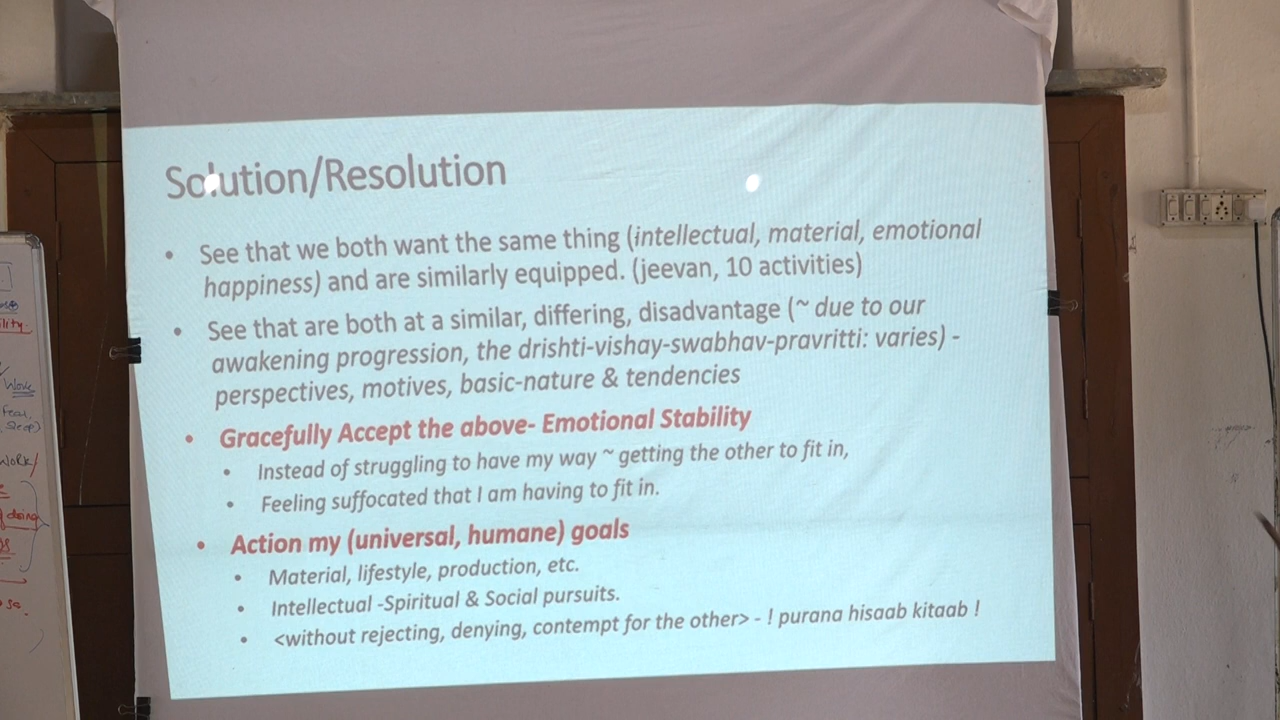 Solution/Resolution
• See that we both want the same thing (intellectual, material, emotional
happiness) and are similarly equipped. (jeevan, 10 activities)
• See that are both at a similar, differing, disadvantage (~ due to our
awakening progression, the drishti-vishay-swabhav-pravritti: varies) -
perspectives, motives, basic-nature & tendencies
• Gracefully Accept the above- Emotional Stability
• Instead of struggling to have my way ~ getting the other to fit in,
• Feeling suffocated that I am having to fit in.
• Action my (universal, humane) goals
• Material, lifestyle, production, etc.
• Intellectual -Spiritual & Social pursuits.
• <without rejecting, denying, contempt for the other> - ! purana hisaab kitaab !
Work
WORK/
doing